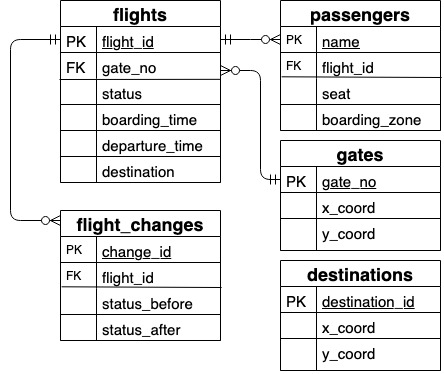 flights
PK flight_id
FK gate_no
status
boarding_time
departure_time
destination
passengers
PK name
FK flight_id
seat
boarding_zone
gates
PK gate_no
x_coord
y_coord
flight_changes
PK change_id
FK flight_id
status_before
status_after
destinations
PK destination_id
x_coord
y_coord